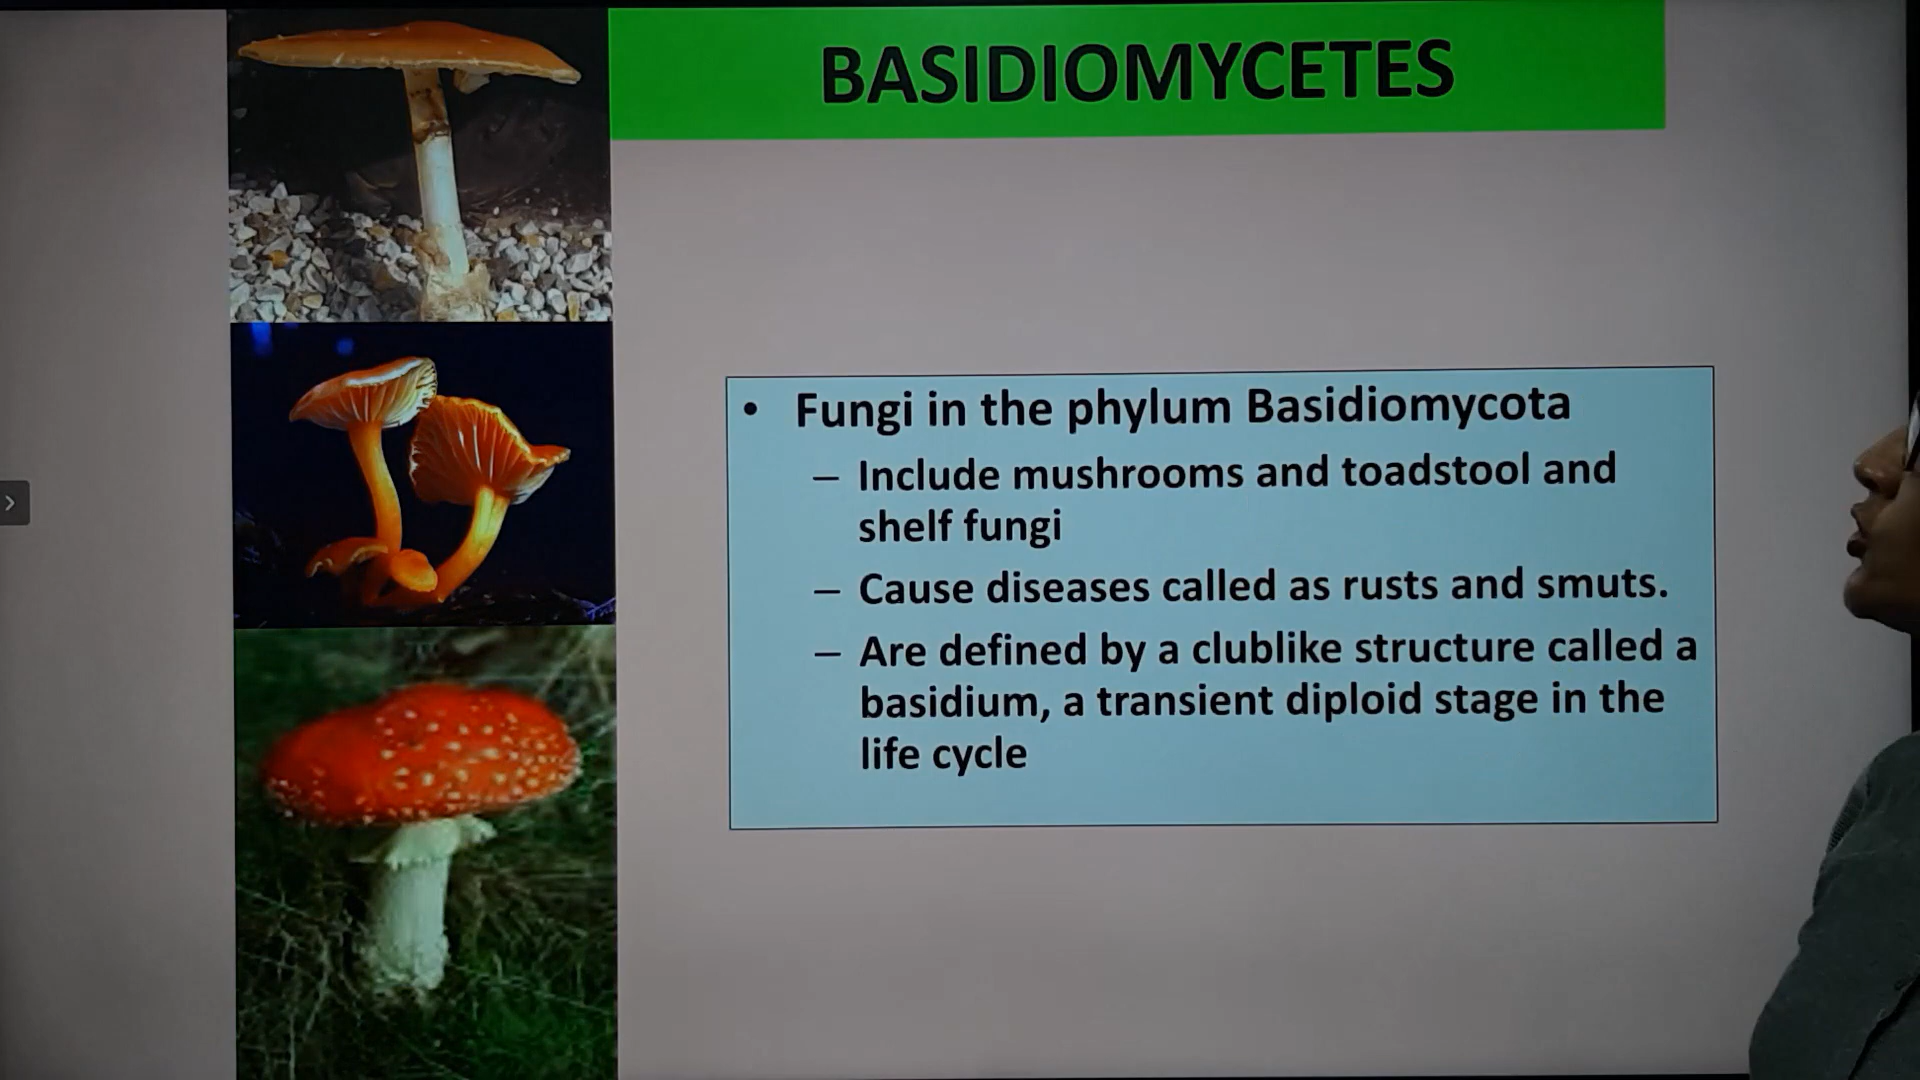 BASIDIOMYCETES
• Fungi in the phylum Basidiomycota
– Include mushrooms and toadstool and
shelf fungi
– Cause diseases called as rusts and smuts.
– Are defined by a clublike structure called a
basidium, a transient diploid stage in the
life cycle